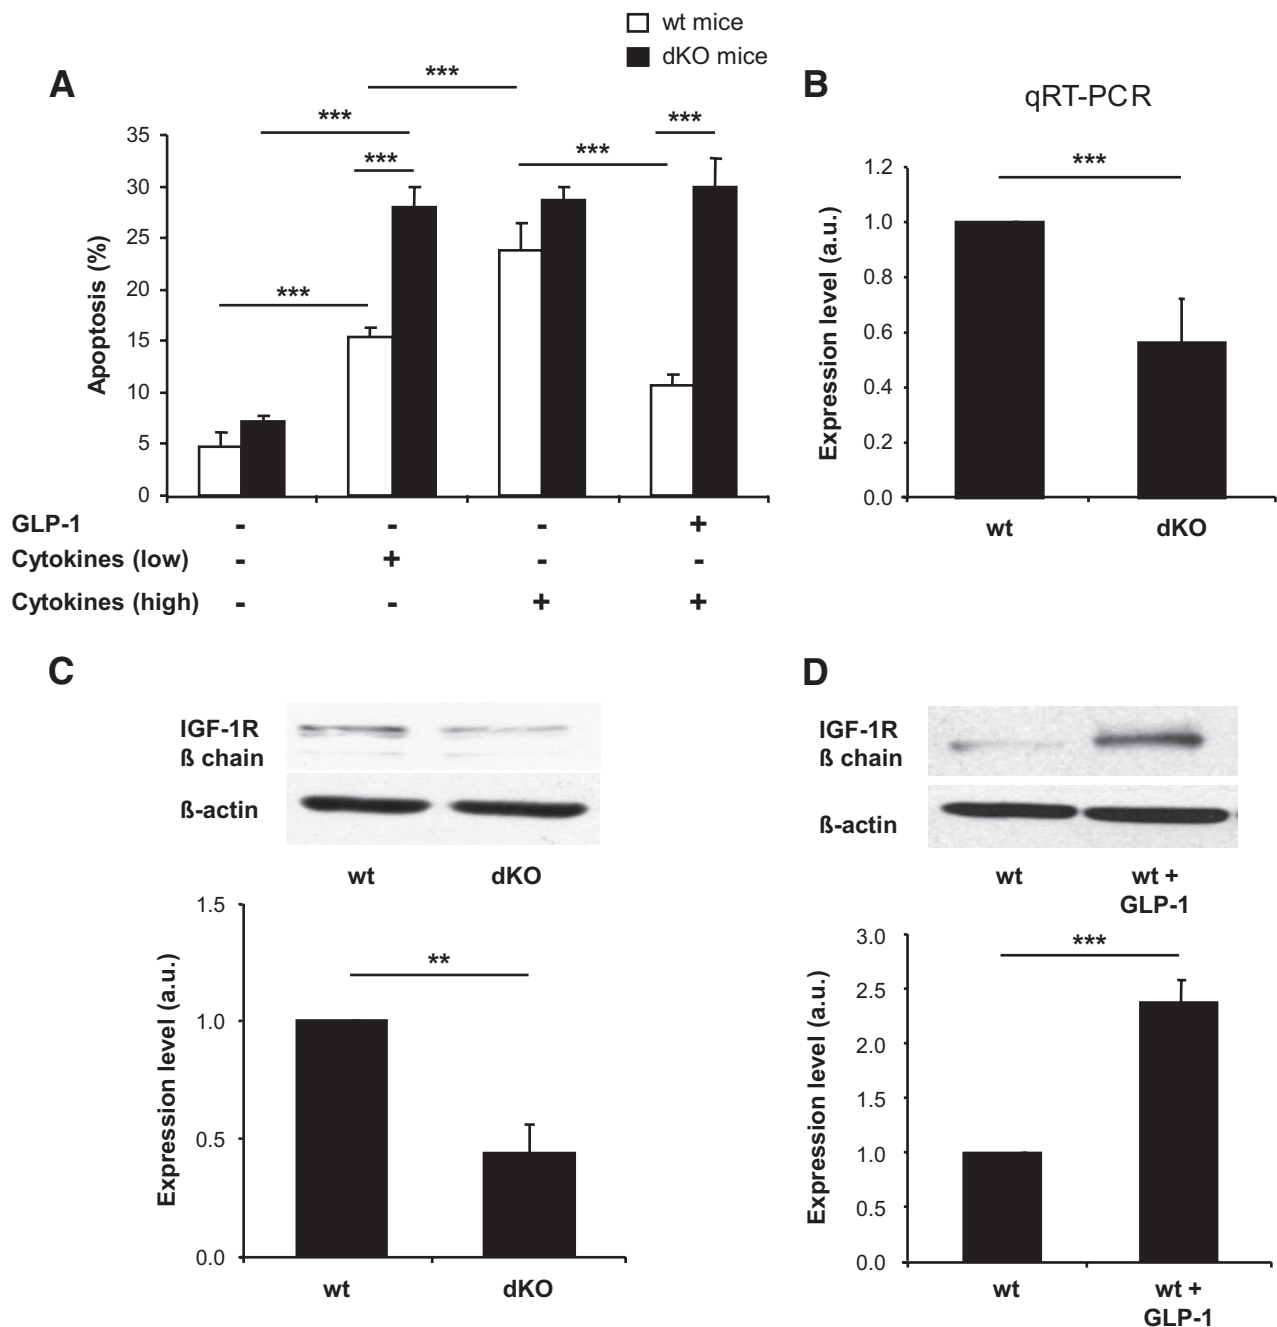 wt mice
dKO mice
A
***
***
***
***
***
***
35
30
25
20
15
10
5
0
Apoptosis (%)
GLP-1 - - - +
Cytokines (low) - + - -
Cytokines (high) - - + +
B
qRT-PCR
***
1.2
1.0
0.8
0.6
0.4
0.2
0.0
Expression level (a.u.)
wt dKO
C
IGF-1R
ß chain
ß-actin
wt dKO
1.5
1.0
0.5
0.0
**
Expression level (a.u.)
wt dKO
D
IGF-1R
ß chain
ß-actin
wt wt +
GLP-1
3.0
2.5
2.0
1.5
1.0
0.5
0.0
***
Expression level (a.u.)
wt wt +
GLP-1